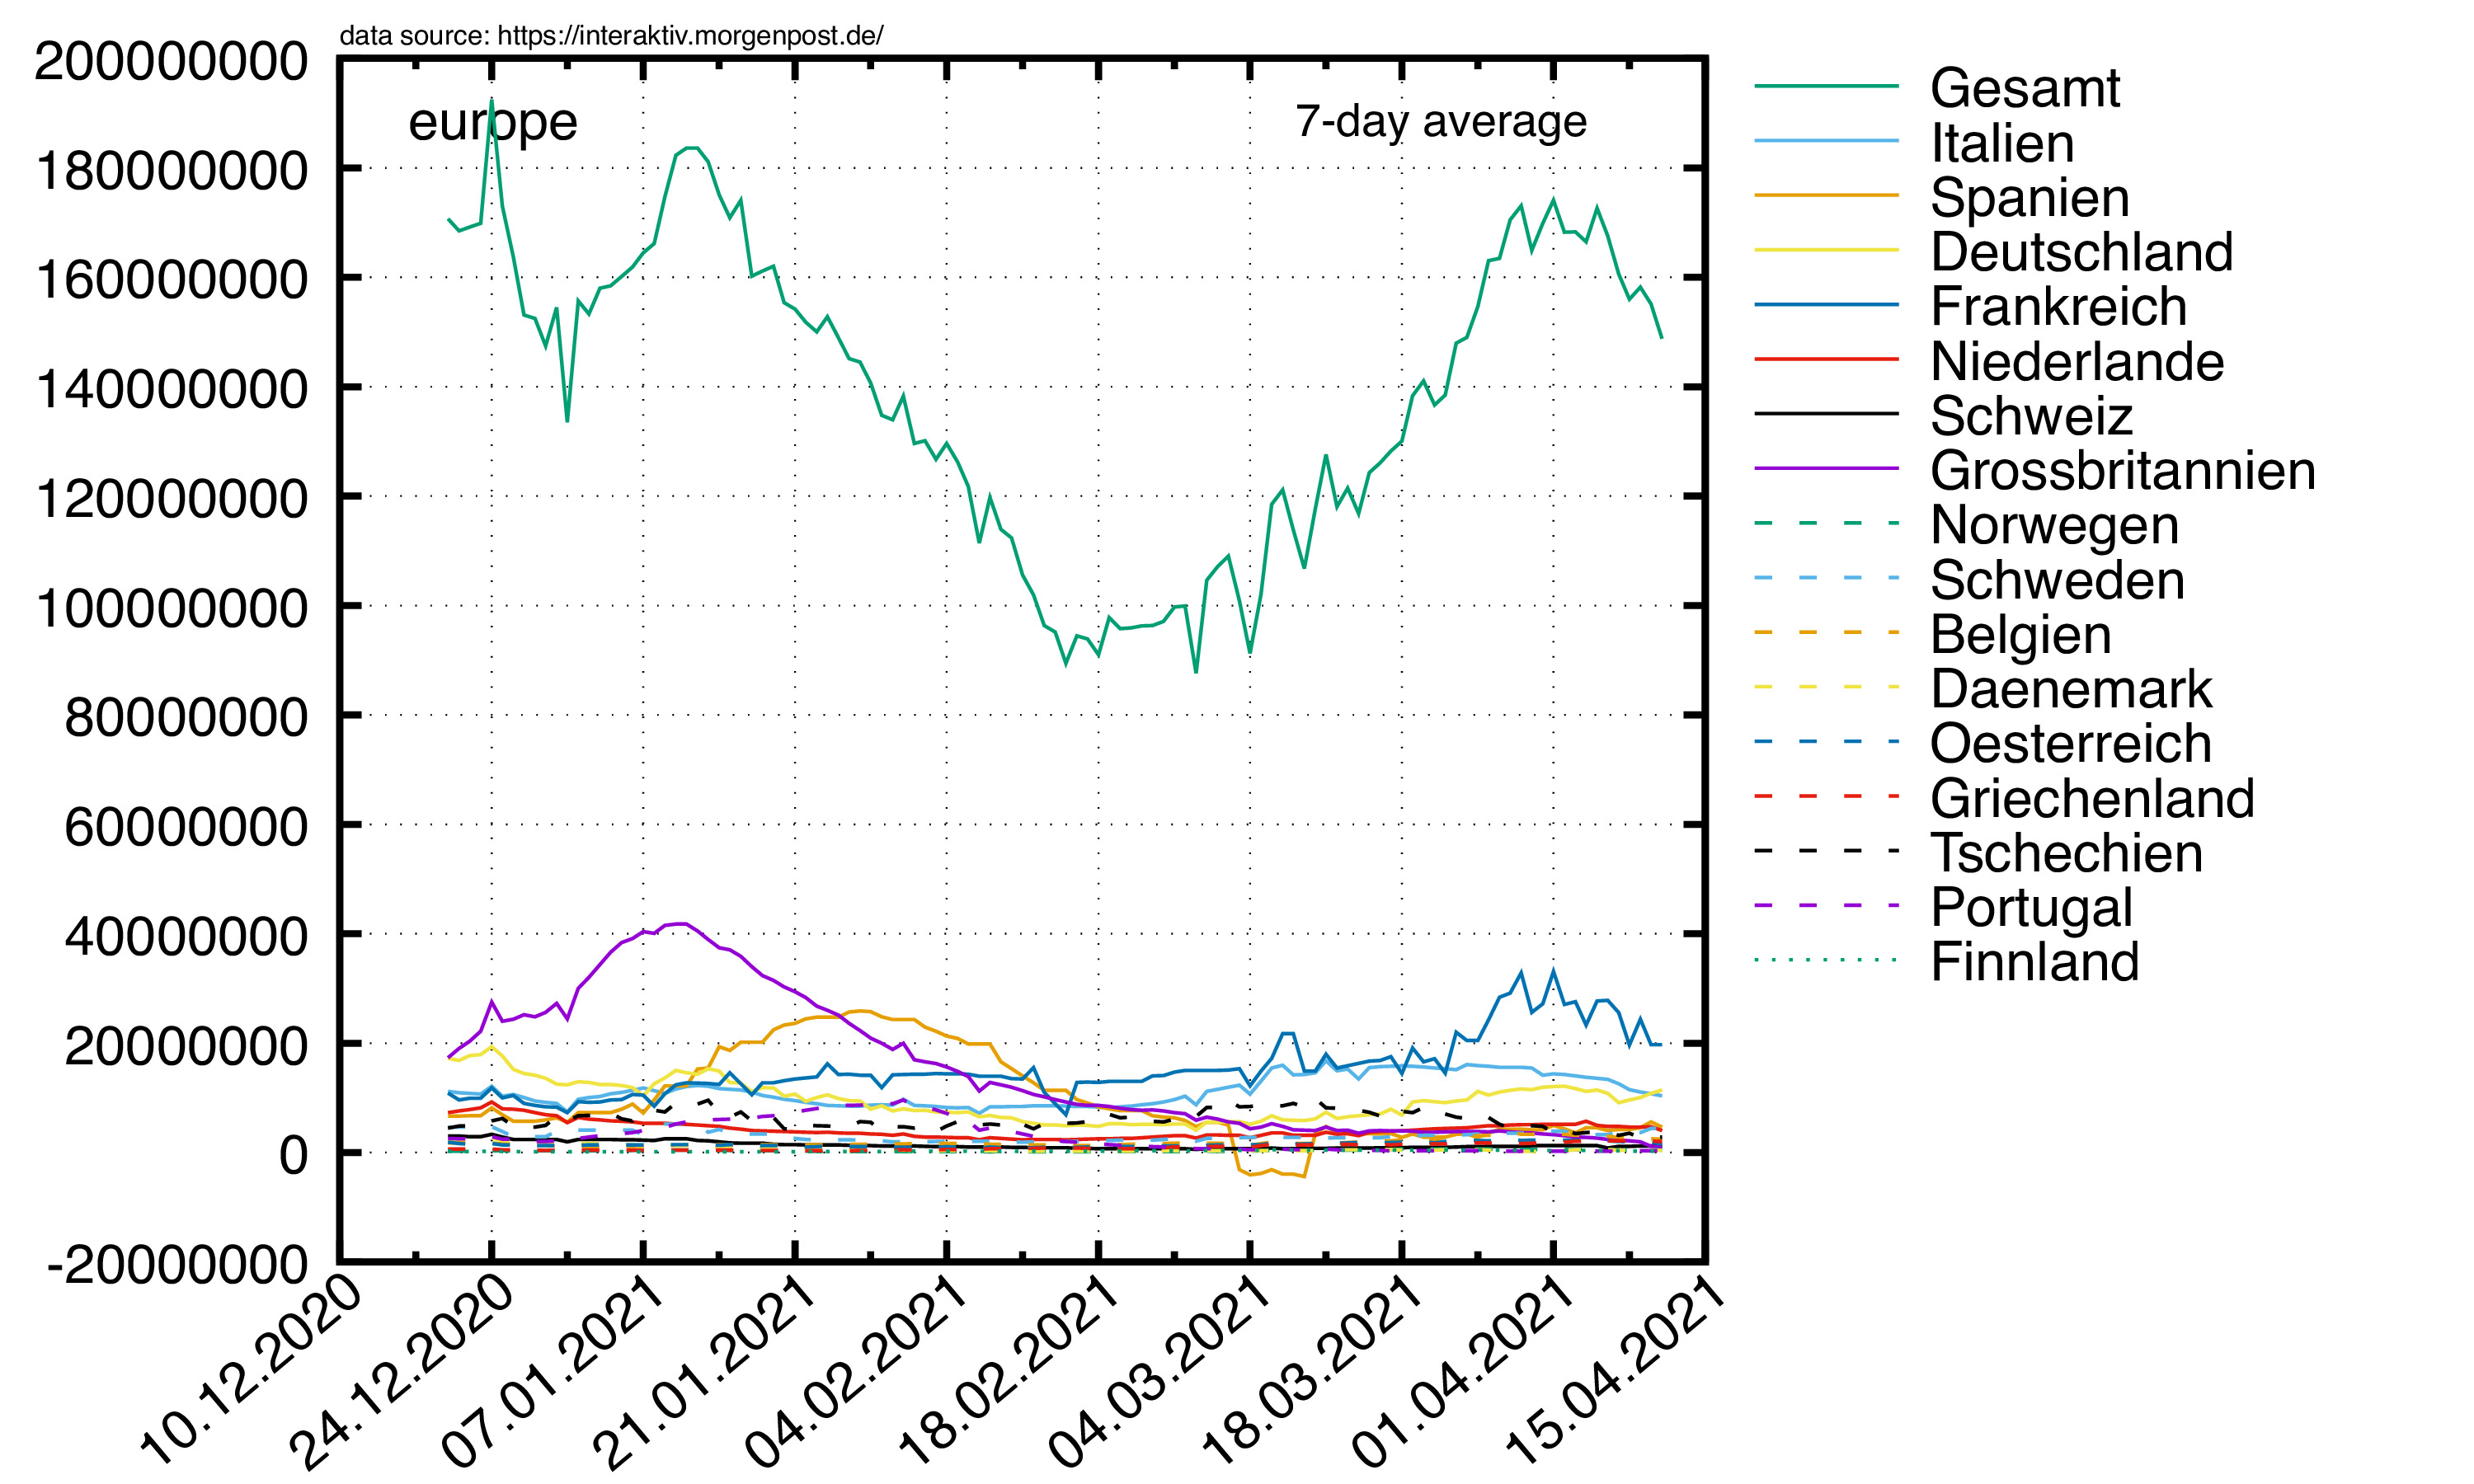 data source: https://interaktiv.morgenpost.de/
europe
7-day average
200000000
180000000
160000000
140000000
120000000
100000000
80000000
60000000
40000000
20000000
0
-20000000
10.12.2020
24.12.2020
07.01.2021
21.01.2021
04.02.2021
18.02.2021
04.03.2021
18.03.2021
01.04.2021
15.04.2021
Gesamt
Italien
Spanien
Deutschland
Frankreich
Niederlande
Schweiz
Grossbritannien
Norwegen
Schweden
Belgien
Daenemark
Oesterreich
Griechenland
Tschechien
Portugal
Finnland